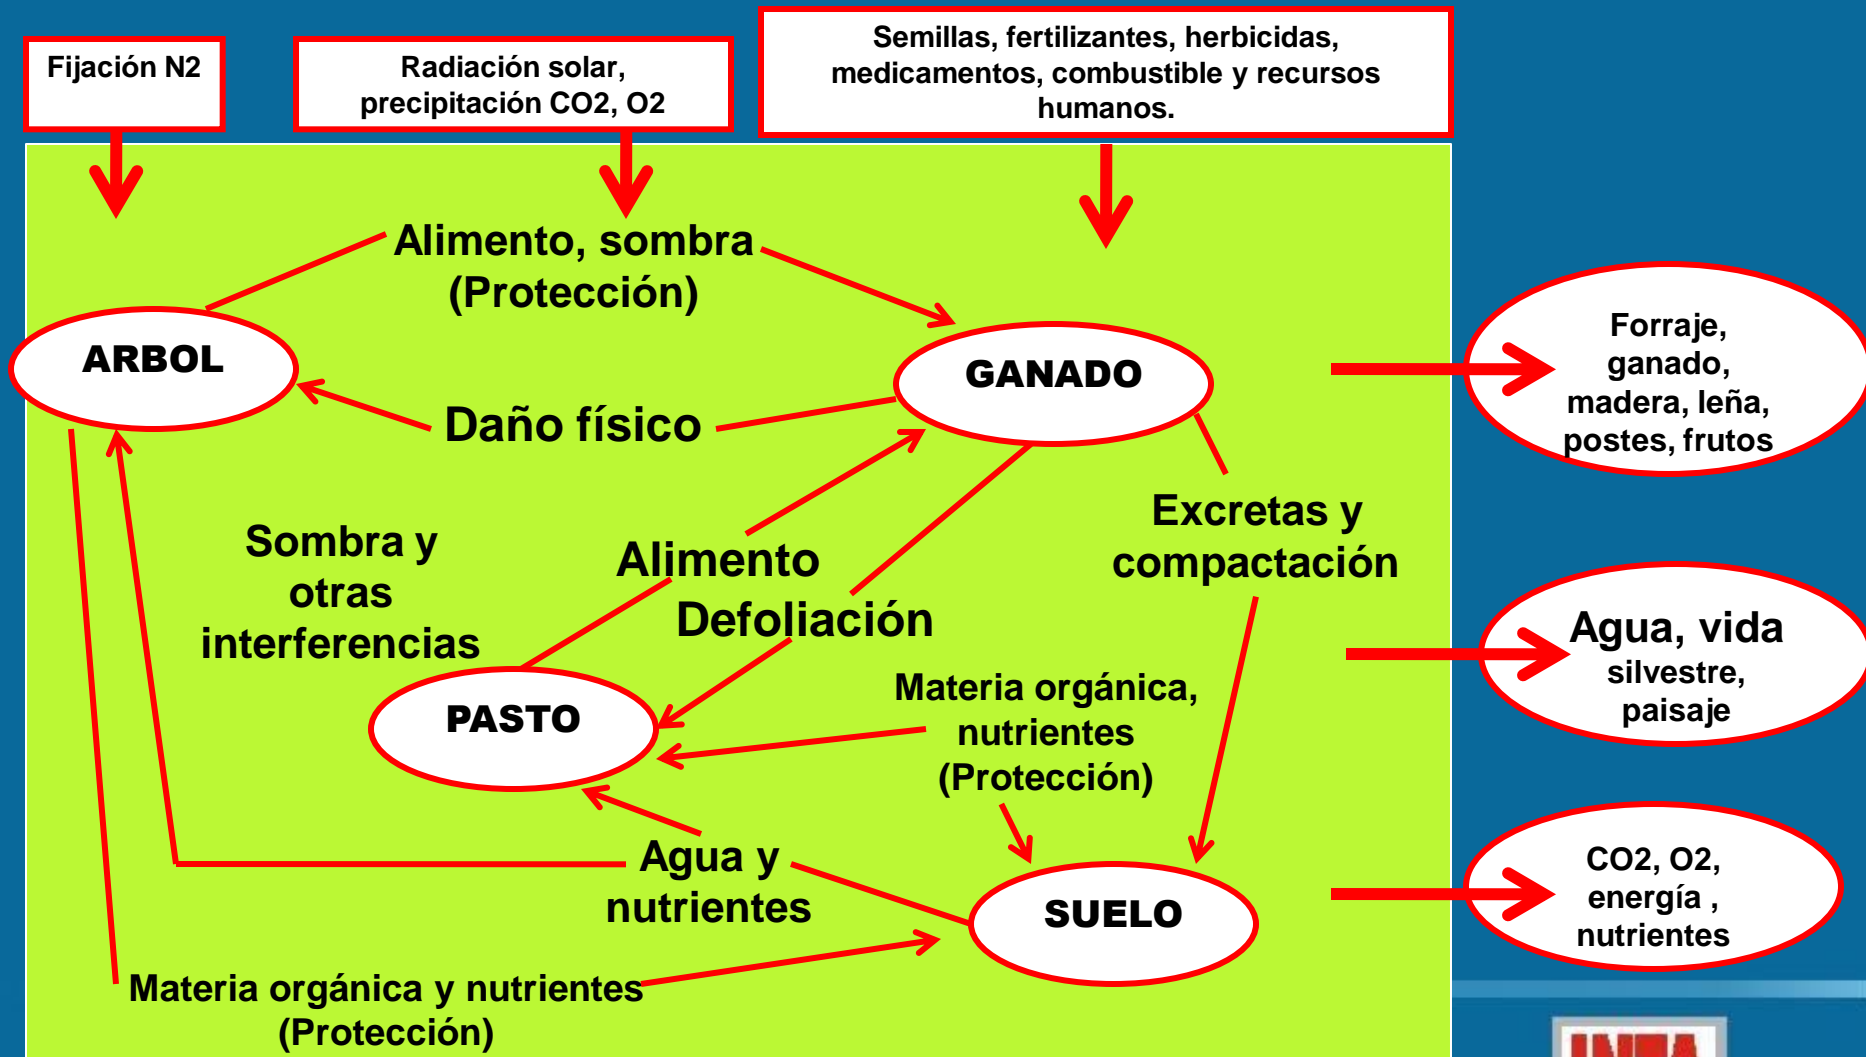 Fijación N2
Radiación solar,
precipitación CO2, O2
Semillas, fertilizantes, herbicidas,
medicamentos, combustible y recursos
humanos.
Alimento, sombra
(Protección)
ARBOL
GANADO
Daño físico
Forraje,
ganado,
madera, leña,
postes, frutos
Sombra y
otras
interferencias
Alimento
Defoliación
Excretas y
compactación
Agua, vida
silvestre,
paisaje
PASTO
Materia orgánica,
nutrientes
(Protección)
Agua y
nutrientes
SUELO
CO2, O2,
energía ,
nutrientes
Materia orgánica y nutrientes
(Protección)